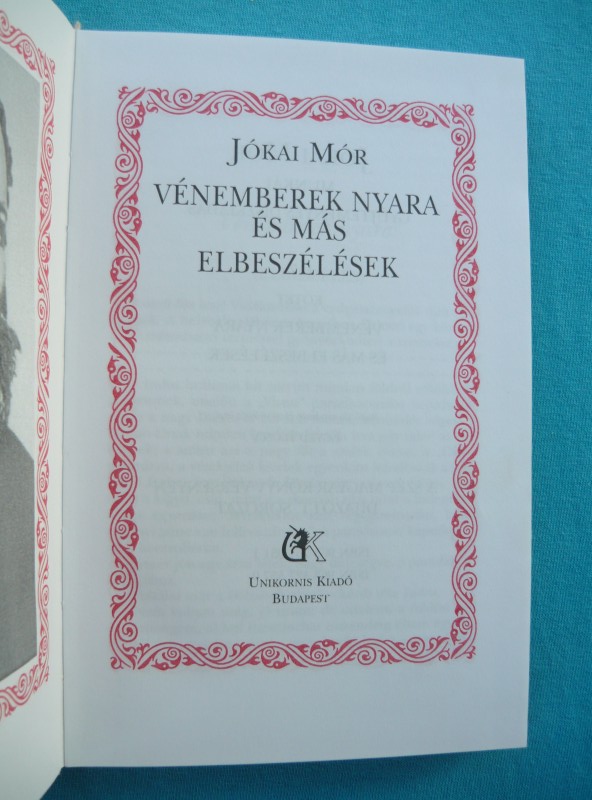 JÓKAI MÓR
VÉNEMBEREK NYARA
ÉS MÁS
ELBESZÉLÉSEK
UK
UNIKORNIS KIADÓ
BUDAPEST